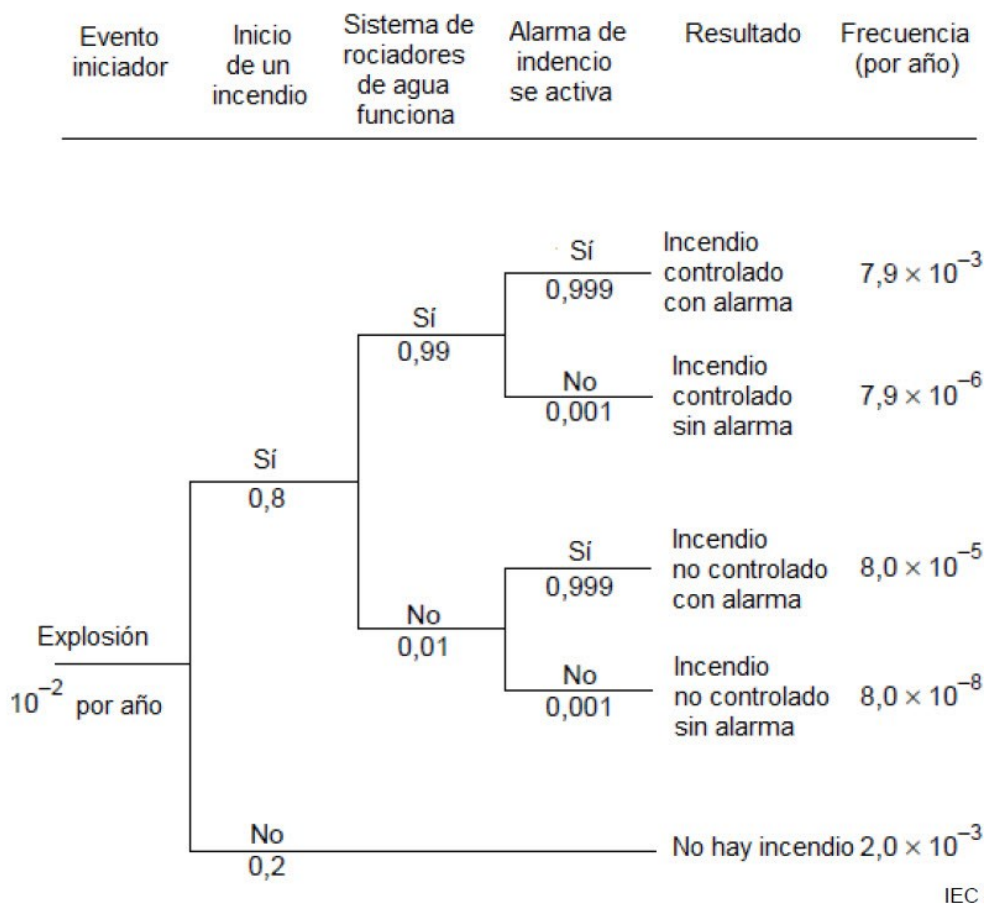 Evento
iniciador
Inicio
de un
incendio
Sistema de
rociadores
de agua
funciona
Alarma de
indencio
se activa
Resultado
Frecuencia
(por año)
Sí
0,999
Incendio
controlado
con alarma
7,9 × 10⁻³
Sí
0,99
No
0,001
Incendio
controlado
sin alarma
7,9 × 10⁻⁶
Sí
0,8
Sí
0,999
Incendio
no controlado
con alarma
8,0 × 10⁻⁵
No
0,01
Explosión
10⁻² por año
No
0,001
Incendio
no controlado
sin alarma
8,0 × 10⁻⁸
No
0,2
No hay incendio 2,0 × 10⁻³
IEC